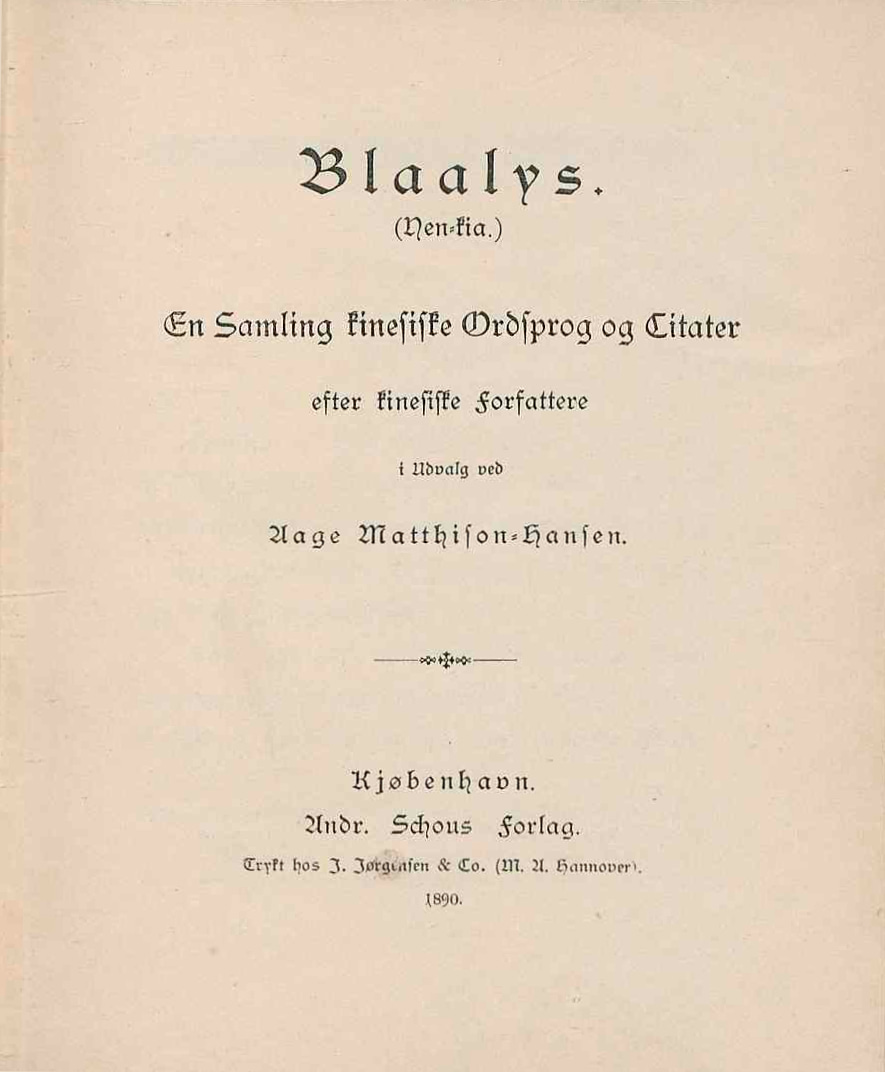 Blaalys.
(Yen-kia.)
En Samling kinesiske Ordsprog og Citater
efter kinesiske Forfattere
i Udvalg ved
Aage Matthison-Hansen.
Kjøbenhavn.
Andr. Schous Forlag.
Trykt hos J. Jørgensen & Co. (M. A. Hannover).
1890.